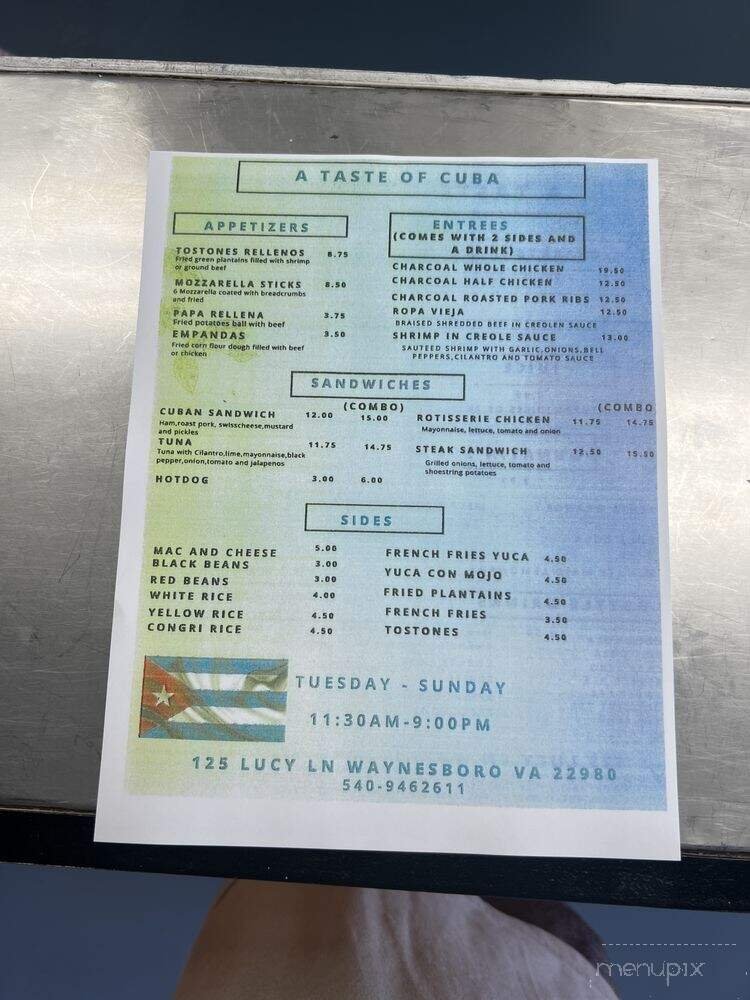 A TASTE OF CUBA
APPETIZERS
TOSTONES RELLENOS 8.75
Fried green plantains filled with shrimp
or ground beef
MOZZARELLA STICKS 8.50
6 Mozzarella coated with breadcrumbs
and fried
PAPA RELLENA 3.75
Fried potatoes ball with beef
EMPANDAS 3.50
Fried corn flour dough filled with beef
or chicken
ENTREES
(COMES WITH 2 SIDES AND
A DRINK)
CHARCOAL WHOLE CHICKEN 19.50
CHARCOAL HALF CHICKEN 12.50
CHARCOAL ROASTED PORK RIBS 12.50
ROPA VIEJA 12.50
BRAISED SHREDDED BEEF IN CREOLEN SAUCE
SHRIMP IN CREOLE SAUCE 13.00
SAUTEED SHRIMP WITH GARLIC,ONIONS,BELL
PEPPERS,CILANTRO AND TOMATO SAUCE
SANDWICHES
(COMBO)
CUBAN SANDWICH 12.00 15.00
Ham,roast pork, swisscheese,mustard
and pickles
TUNA 11.75 14.75
Tuna with Cilantro,lime,mayonnaise,black
pepper,onion,tomato and jalapenos
HOTDOG 3.00 6.00
(COMBO
ROTISSERIE CHICKEN 11.75 14.75
Mayonnaise, lettuce, tomato and onion
STEAK SANDWICH 12.50 15.50
Grilled onions, lettuce, tomato and
shoestring potatoes
SIDES
MAC AND CHEESE 5.00
BLACK BEANS 3.00
RED BEANS 3.00
WHITE RICE 4.00
YELLOW RICE 4.50
CONGRI RICE 4.50
FRENCH FRIES YUCA 4.50
YUCA CON MOJO 4.50
FRIED PLANTAINS 4.50
FRENCH FRIES 3.50
TOSTONES 4.50
TUESDAY - SUNDAY
11:30AM-9:00PM
125 LUCY LN WAYNESBORO VA 22980
540-9462611
menupix